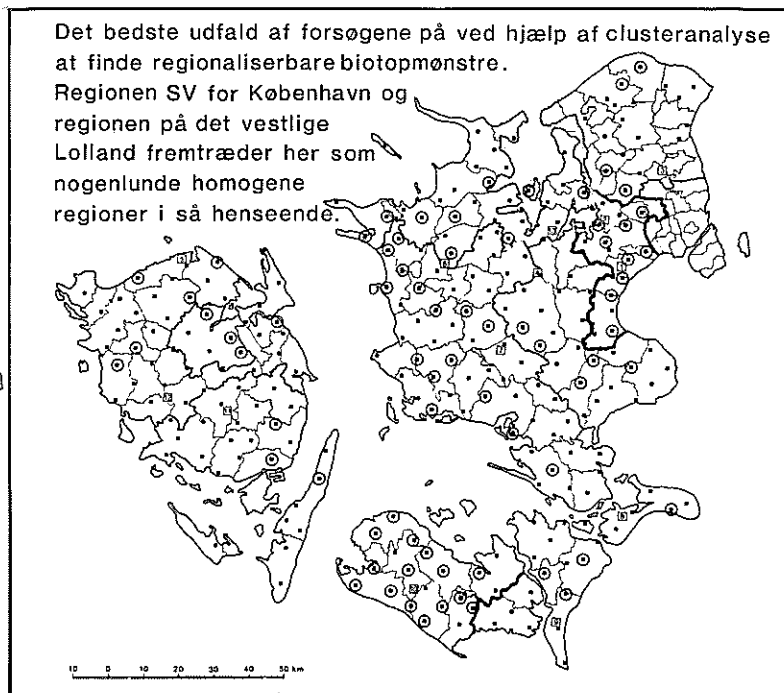 Det bedste udfald af forsøgene på ved hjælp af clusteranalyse
at finde regionaliserbare biotopmønstre.
Regionen SV for København og
regionen på det vestlige
Lolland fremtræder her som
nogenlunde homogene
regioner i så henseende.
10 0 10 20 30 40 50 km